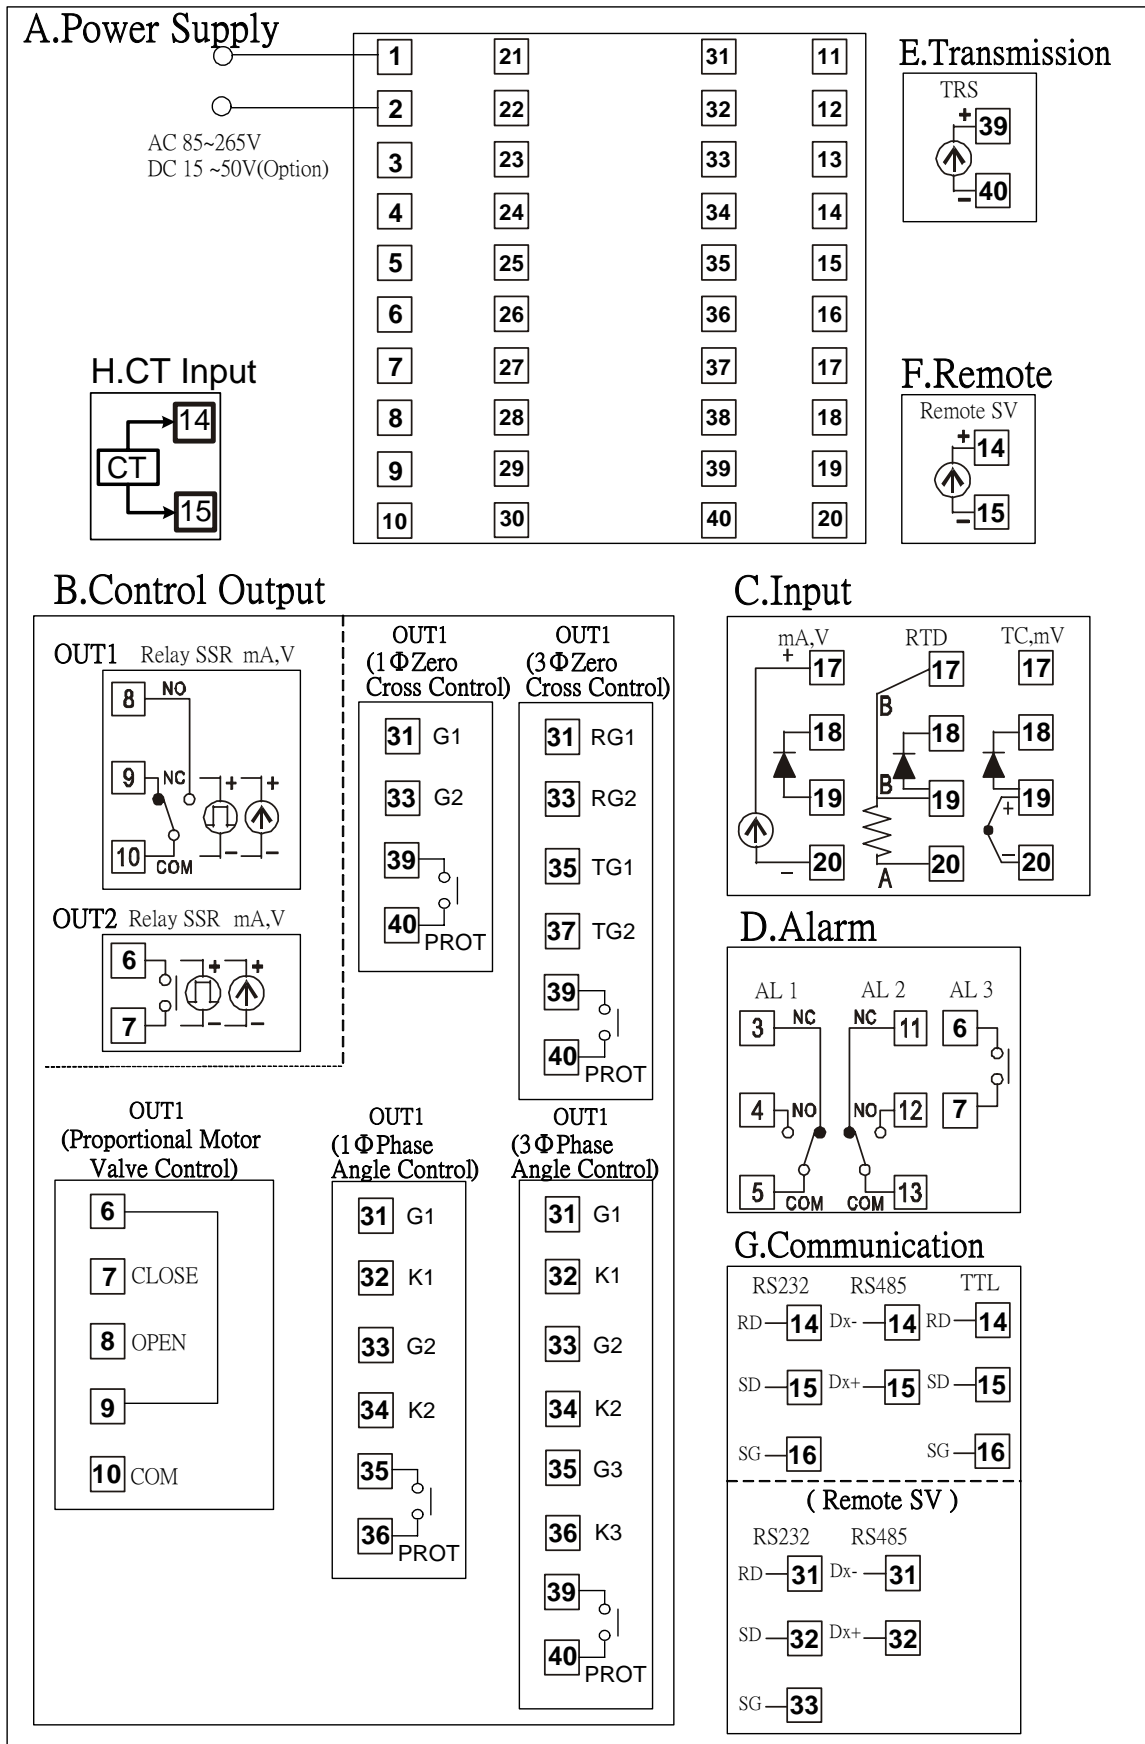 A.Power Supply
AC 85~265V
DC 15 ~50V(Option)
1 21 31 11
2 22 32 12
3 23 33 13
4 24 34 14
5 25 35 15
6 26 36 16
7 27 37 17
8 28 38 18
9 29 39 19
10 30 40 20
E.Transmission
TRS
+ 39
– 40
H.CT Input
14
CT
15
F.Remote
Remote SV
+ 14
– 15
B.Control Output
OUT1 Relay SSR mA,V
8 NO
9 NC + +
10 COM – –
OUT2 Relay SSR mA,V
6 + +
7 – –
OUT1
(1ΦZero
Cross Control)
31 G1
33 G2
39
40 PROT
OUT1
(3ΦZero
Cross Control)
31 RG1
33 RG2
35 TG1
37 TG2
39
40 PROT
OUT1
(Proportional Motor
Valve Control)
6
7 CLOSE
8 OPEN
9
10 COM
OUT1
(1ΦPhase
Angle Control)
31 G1
32 K1
33 G2
34 K2
35
36 PROT
OUT1
(3ΦPhase
Angle Control)
31 G1
32 K1
33 G2
34 K2
35 G3
36 K3
39
40 PROT
C.Input
mA,V RTD TC,mV
+ 17 17 17
B
18 18 18
B
19 19 + 19
– 20 A 20 – 20
D.Alarm
AL 1 AL 2 AL 3
3 NC NC 11 6
4 NO NO 12 7
5 COM COM 13
G.Communication
RS232 RS485 TTL
RD 14 Dx- 14 RD 14
SD 15 Dx+ 15 SD 15
SG 16 SG 16
( Remote SV )
RS232 RS485
RD 31 Dx- 31
SD 32 Dx+ 32
SG 33